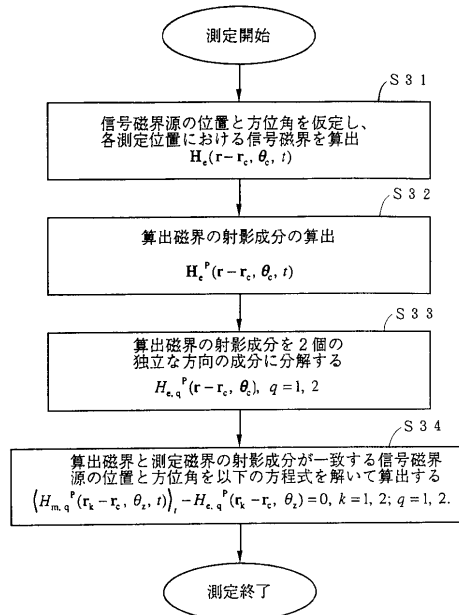 測定開始
S31
信号磁界源の位置と方位角を仮定し、
各測定位置における信号磁界を算出
H_e(r−r_c, θ_c, t)
S32
算出磁界の射影成分の算出
H_e^P(r−r_c, θ_c, t)
S33
算出磁界の射影成分を2個の
独立な方向の成分に分解する
H_{e,q}^P(r−r_c, θ_c), q=1, 2
S34
算出磁界と測定磁界の射影成分が一致する信号磁界
源の位置と方位角を以下の方程式を解いて算出する
⟨H_{m,q}^P(r_k−r_c, θ_z, t)⟩_t−H_{e,q}^P(r_k−r_c, θ_z)=0, k=1, 2; q=1, 2.
測定終了